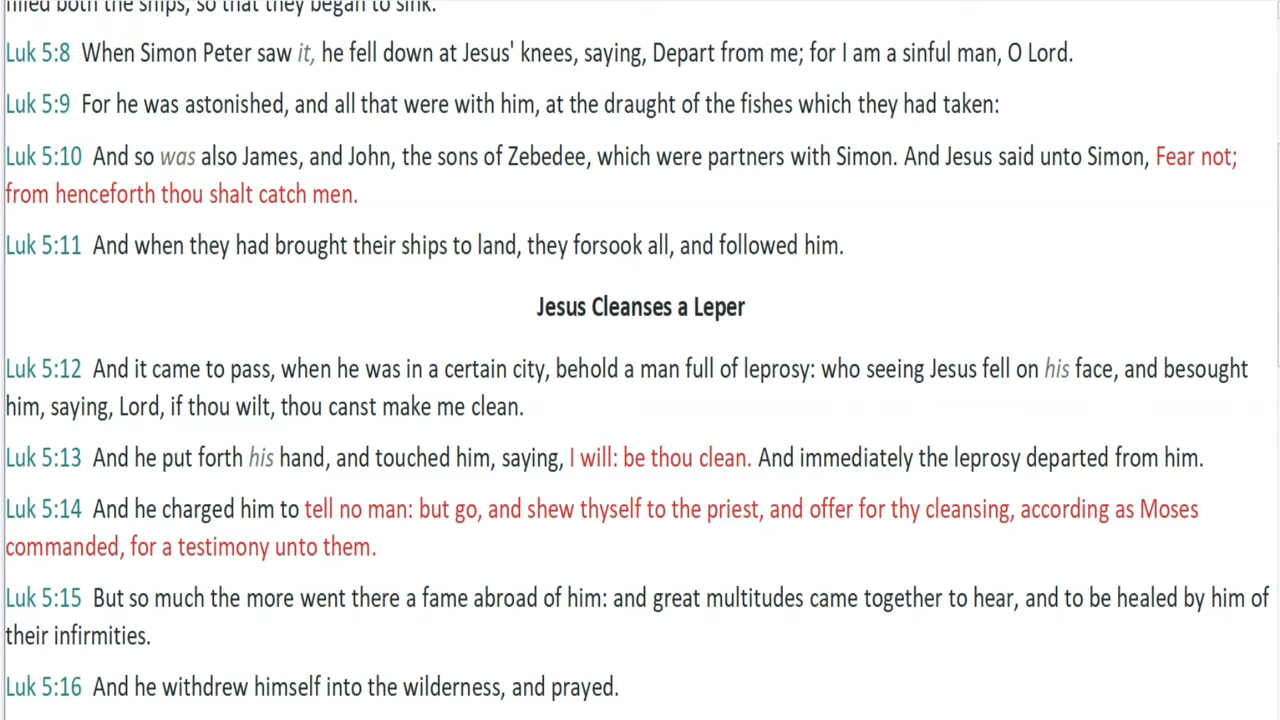 filled both the ships, so that they began to sink.
Luk 5:8 When Simon Peter saw it, he fell down at Jesus' knees, saying, Depart from me; for I am a sinful man, O Lord.
Luk 5:9 For he was astonished, and all that were with him, at the draught of the fishes which they had taken:
Luk 5:10 And so was also James, and John, the sons of Zebedee, which were partners with Simon. And Jesus said unto Simon, Fear not;
from henceforth thou shalt catch men.
Luk 5:11 And when they had brought their ships to land, they forsook all, and followed him.
Jesus Cleanses a Leper
Luk 5:12 And it came to pass, when he was in a certain city, behold a man full of leprosy: who seeing Jesus fell on his face, and besought
him, saying, Lord, if thou wilt, thou canst make me clean.
Luk 5:13 And he put forth his hand, and touched him, saying, I will: be thou clean. And immediately the leprosy departed from him.
Luk 5:14 And he charged him to tell no man: but go, and shew thyself to the priest, and offer for thy cleansing, according as Moses
commanded, for a testimony unto them.
Luk 5:15 But so much the more went there a fame abroad of him: and great multitudes came together to hear, and to be healed by him of
their infirmities.
Luk 5:16 And he withdrew himself into the wilderness, and prayed.